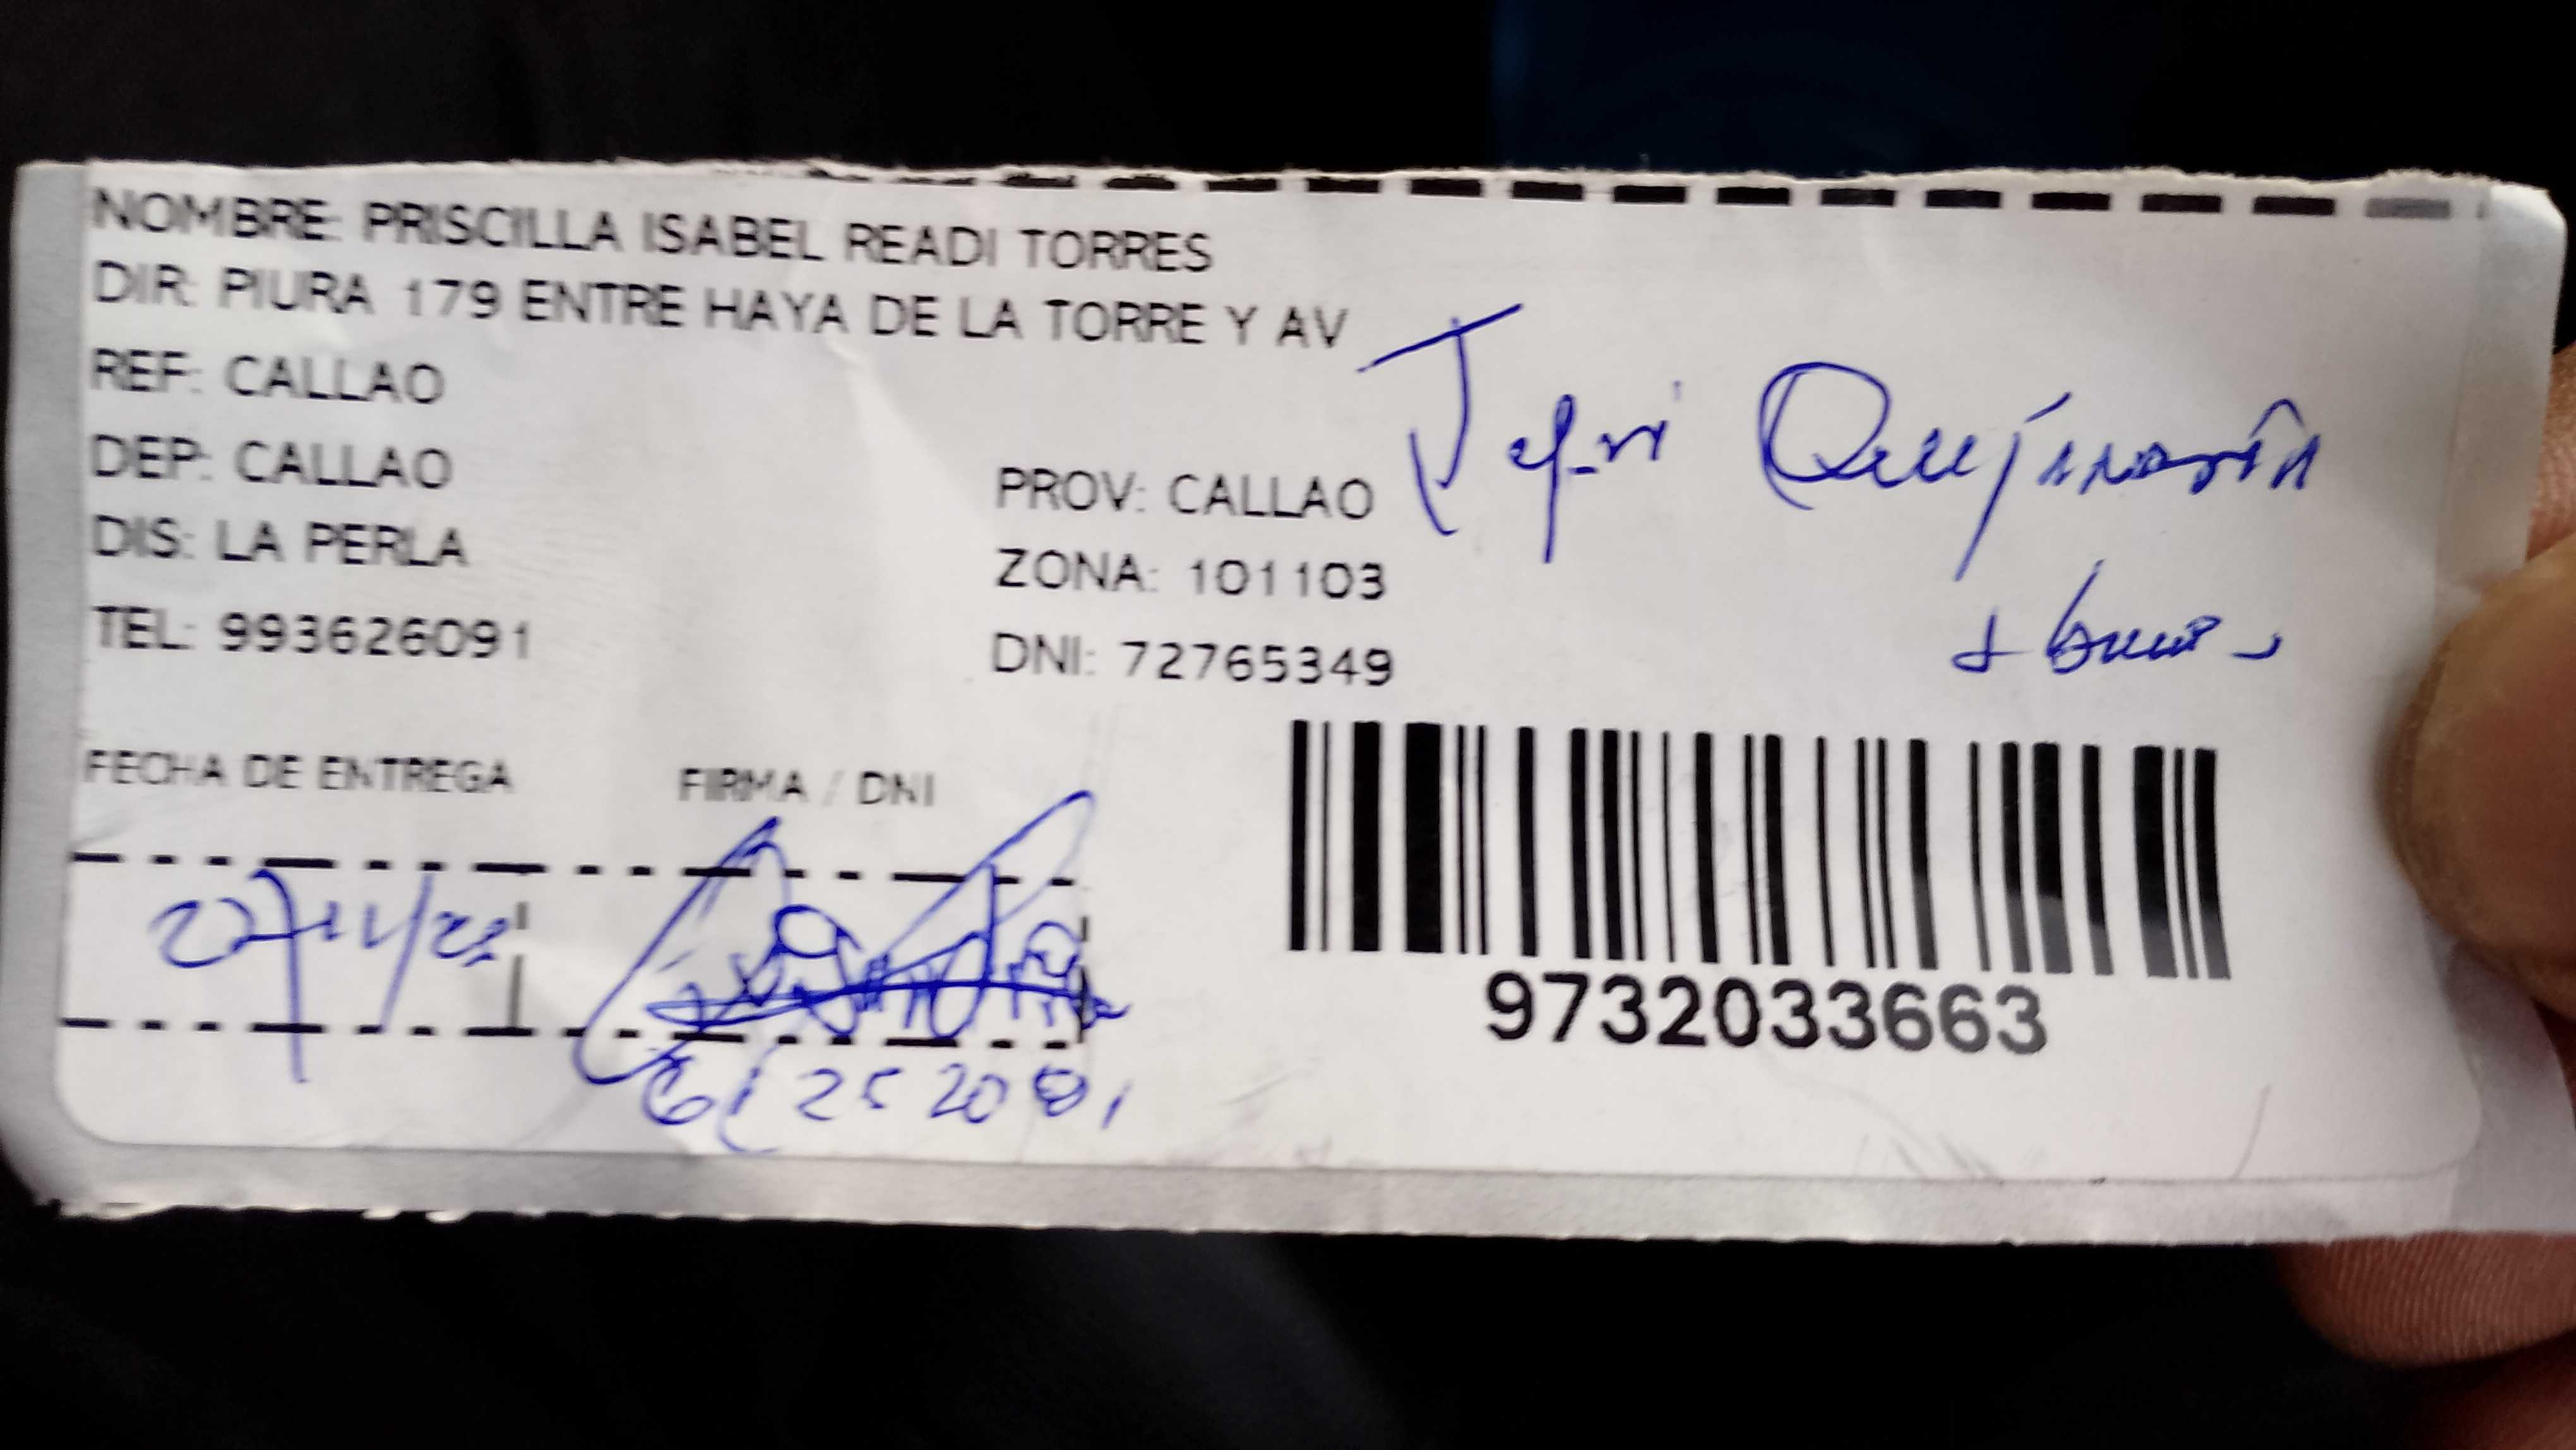 NOMBRE: PRISCILLA ISABEL READI TORRES
DIR: PIURA 179 ENTRE HAYA DE LA TORRE Y AV
REF: CALLAO
DEP: CALLAO
PROV: CALLAO
DIS: LA PERLA
ZONA: 101103
TEL: 993626091
DNI: 72765349
FECHA DE ENTREGA
FIRMA / DNI
9732033663